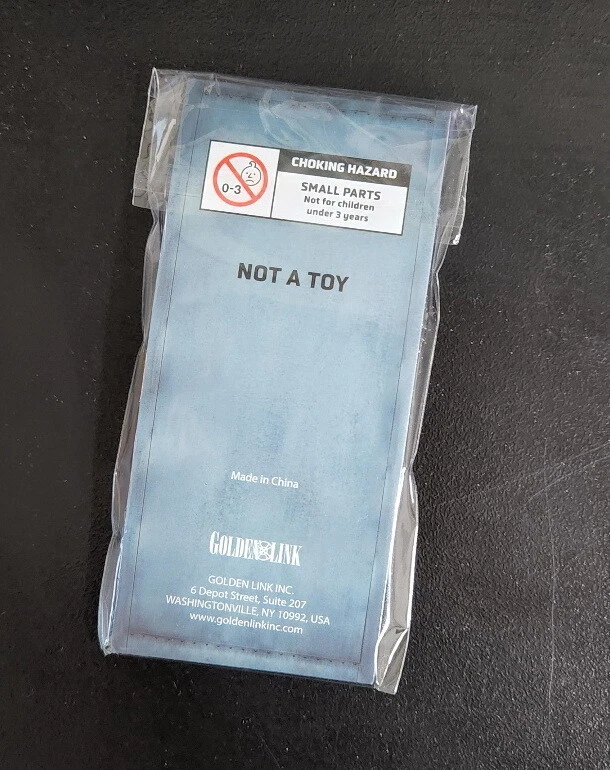 0-3
CHOKING HAZARD
SMALL PARTS
Not for children
under 3 years
NOT A TOY
Made in China
GOLDEN LINK
GOLDEN LINK INC.
6 Depot Street, Suite 207
WASHINGTONVILLE, NY 10992, USA
www.goldenlinkinc.com